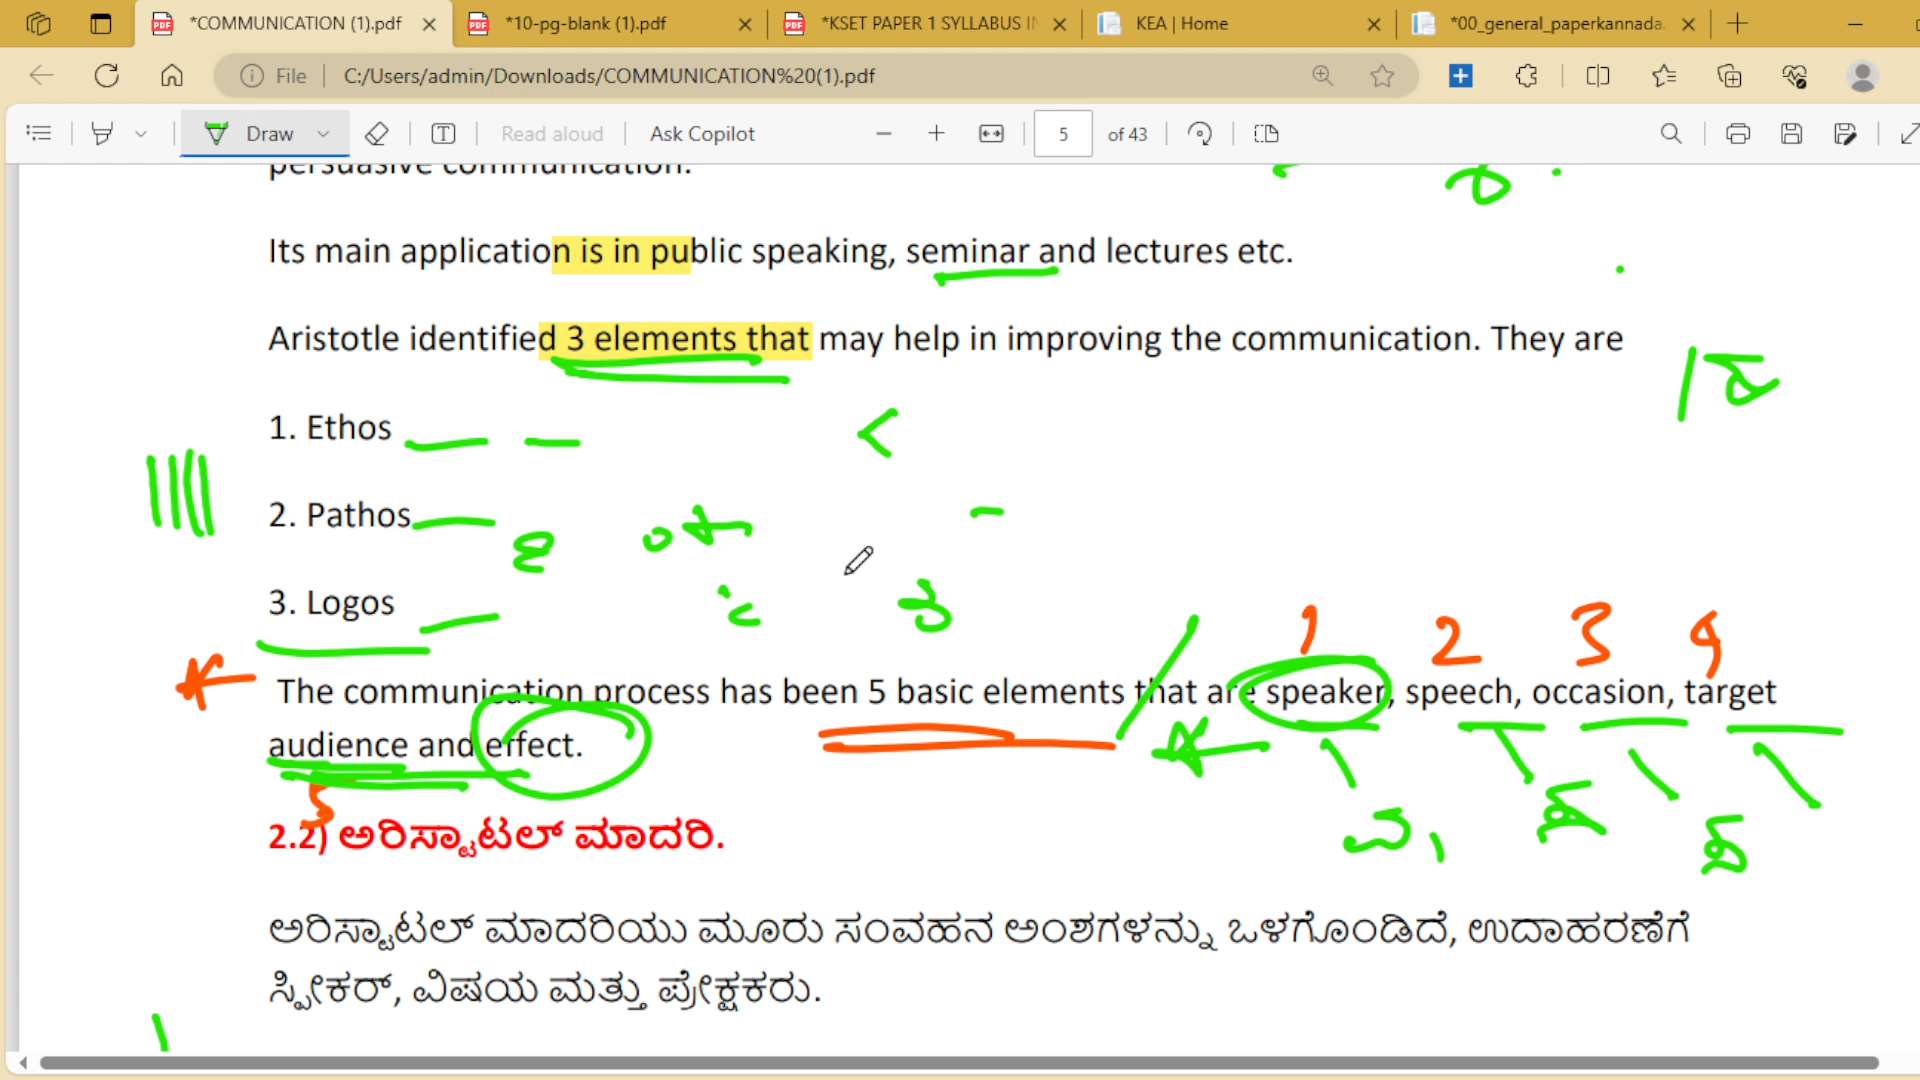 *COMMUNICATION (1).pdf
*10-pg-blank (1).pdf
*KSET PAPER 1 SYLLABUS IN
KEA | Home
*00_general_paperkannada.
File
C:/Users/admin/Downloads/COMMUNICATION%20(1).pdf
Draw
Read aloud
Ask Copilot
5 of 43
persuasive communication.
Its main application is in public speaking, seminar and lectures etc.
Aristotle identified 3 elements that may help in improving the communication. They are
1. Ethos
2. Pathos
3. Logos
1 2 3 4
The communication process has been 5 basic elements that are speaker, speech, occasion, target
audience and effect.
5
2.2) ಅರಿಸ್ಟಾಟಲ್ ಮಾದರಿ.
ಅರಿಸ್ಟಾಟಲ್ ಮಾದರಿಯು ಮೂರು ಸಂವಹನ ಅಂಶಗಳನ್ನು ಒಳಗೊಂಡಿದೆ, ಉದಾಹರಣೆಗೆ
ಸ್ಪೀಕರ್, ವಿಷಯ ಮತ್ತು ಪ್ರೇಕ್ಷಕರು.